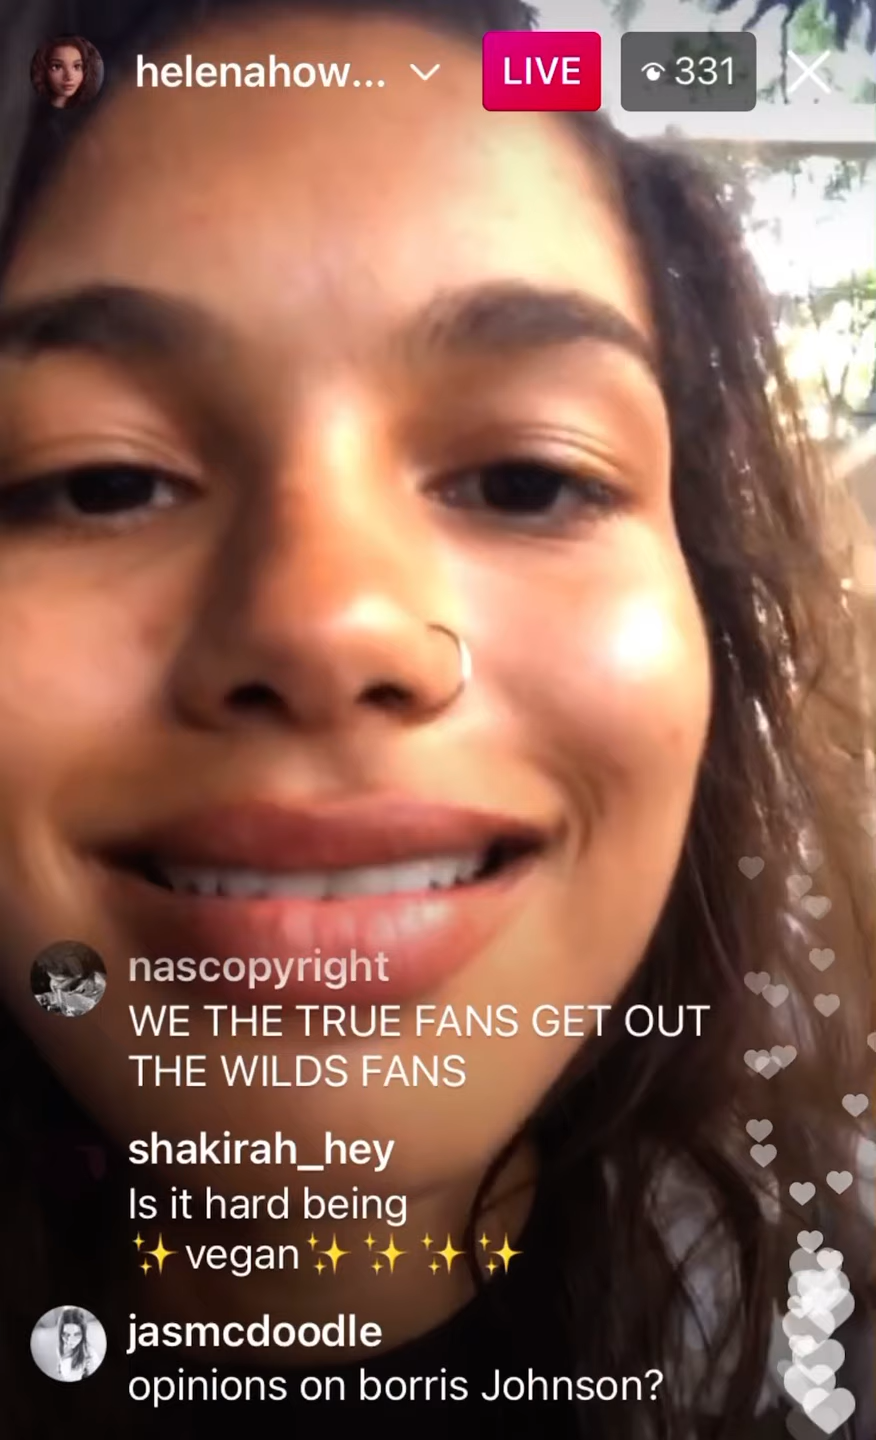 helenahow...
LIVE
331
nascopyright
WE THE TRUE FANS GET OUT
THE WILDS FANS
shakirah_hey
Is it hard being
✨vegan✨✨✨✨
jasmcdoodle
opinions on borris Johnson?